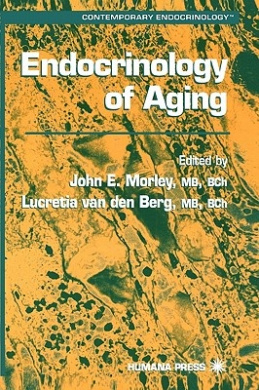 CONTEMPORARY ENDOCRINOLOGY™
Endocrinology
of Aging
Edited by
John E. Morley, MB, BCh
Lucretia van den Berg, MB, BCh
HUMANA PRESS